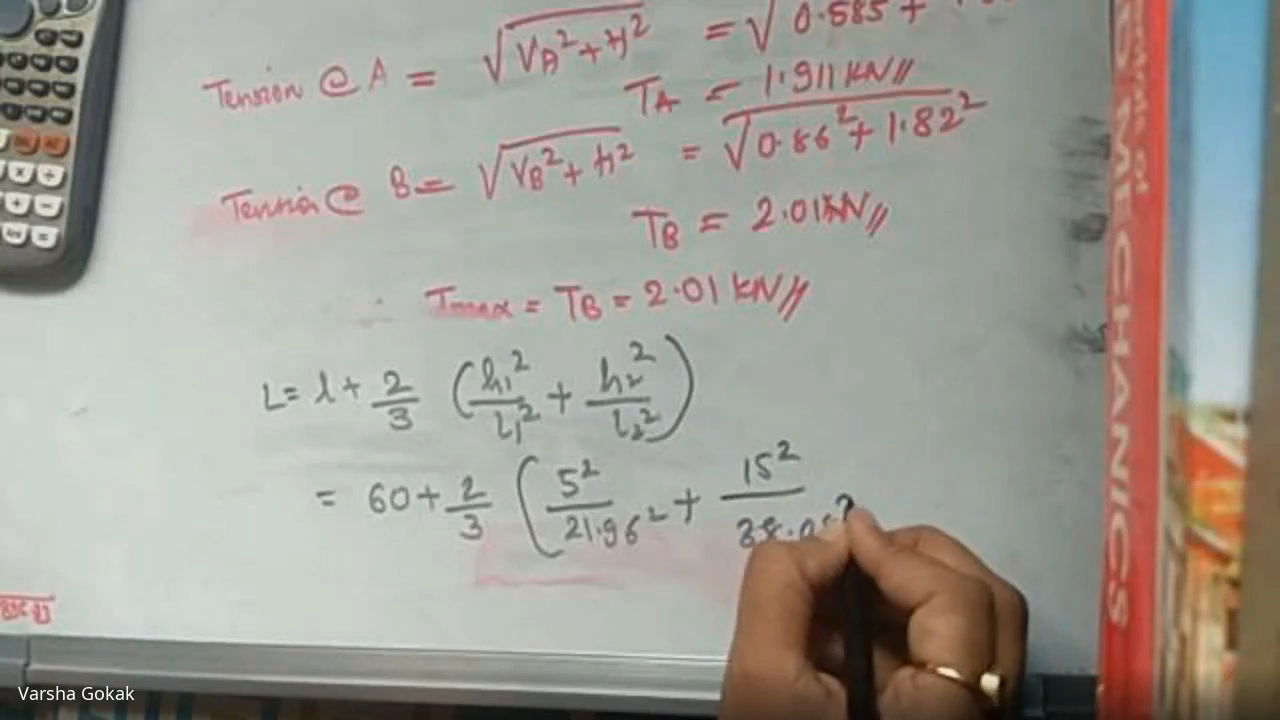 Tension @ A = √(VA² + H²) = √0.585 +
TA = 1.911 KN//
Tension @ B = √(VB² + H²) = √(0.86² + 1.82²)
TB = 2.01 KN//
∴ Tmax = TB = 2.01 KN//
L = l + 2/3 (h₁²/l₁² + h₂²/l₂²)
= 60 + 2/3 (5²/21.96² + 15²/
MECHANICS
Varsha Gokak